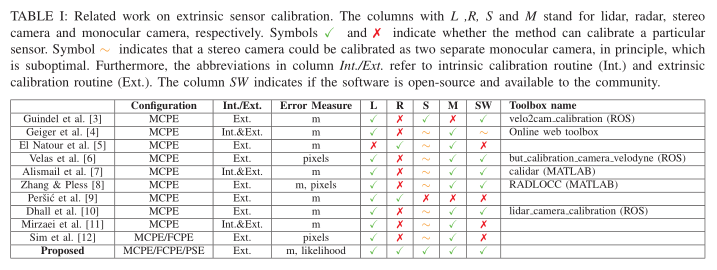 TABLE I: Related work on extrinsic sensor calibration. The columns with L ,R, S and M stand for lidar, radar, stereo
camera and monocular camera, respectively. Symbols ✓ and ✗ indicate whether the method can calibrate a particular
sensor. Symbol ∼ indicates that a stereo camera could be calibrated as two separate monocular camera, in principle, which
is suboptimal. Furthermore, the abbreviations in column Int./Ext. refer to intrinsic calibration routine (Int.) and extrinsic
calibration routine (Ext.). The column SW indicates if the software is open-source and available to the community.
Configuration Int./Ext. Error Measure L R S M SW Toolbox name
Guindel et al. [3] MCPE Ext. m ✓ ✗ ✓ ✗ ✓ velo2cam_calibration (ROS)
Geiger et al. [4] MCPE Int.&Ext. m ✓ ✗ ∼ ✓ ∼ Online web toolbox
El Natour et al. [5] MCPE Ext. m ✗ ✓ ∼ ✓ ✗
Velas et al. [6] MCPE Ext. pixels ✓ ✗ ∼ ✓ ✓ but_calibration_camera_velodyne (ROS)
Alismail et al. [7] MCPE Int.&Ext. m ✓ ✗ ∼ ✓ ✓ calidar (MATLAB)
Zhang & Pless [8] MCPE Ext. m, pixels ✓ ✗ ∼ ✓ ✓ RADLOCC (MATLAB)
Peršić et al. [9] MCPE Ext. m ✓ ✓ ✗ ✗ ✗
Dhall et al. [10] MCPE Ext. m ✓ ✗ ∼ ✓ ✓ lidar_camera_calibration (ROS)
Mirzaei et al. [11] MCPE Int.&Ext. m ✓ ✗ ∼ ✓ ✗
Sim et al. [12] MCPE/FCPE Ext. pixels ✓ ✗ ∼ ✓ ✗
Proposed MCPE/FCPE/PSE Ext. m, likelihood ✓ ✓ ✓ ✓ ✓